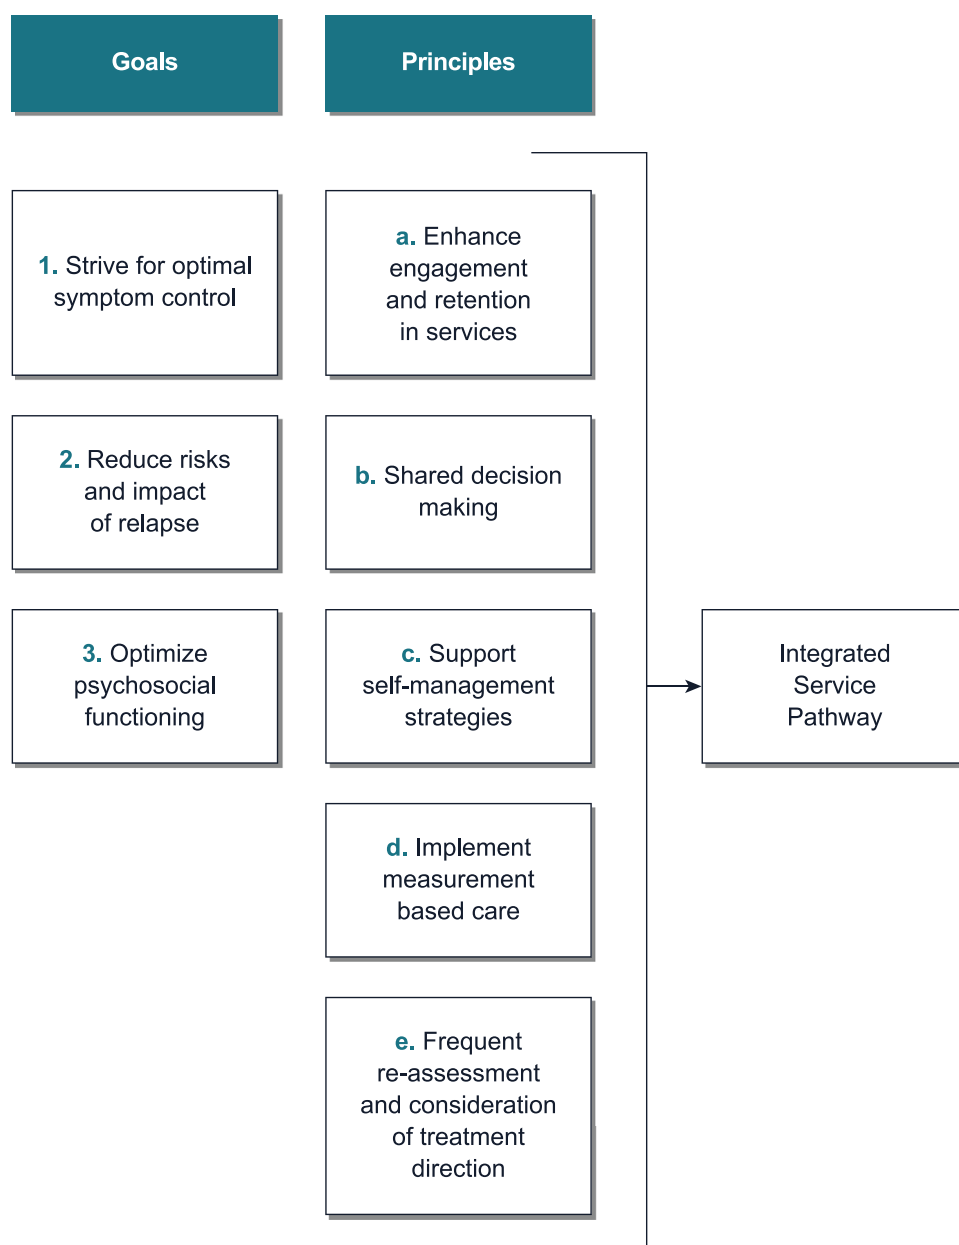 Goals
Principles
1. Strive for optimal
symptom control
a. Enhance
engagement
and retention
in services
2. Reduce risks
and impact
of relapse
b. Shared decision
making
3. Optimize
psychosocial
functioning
c. Support
self-management
strategies
Integrated
Service
Pathway
d. Implement
measurement
based care
e. Frequent
re-assessment
and consideration
of treatment
direction